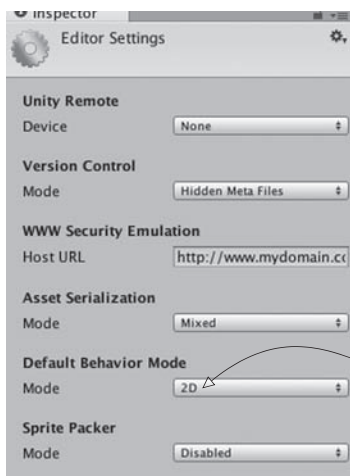 Inspector
Editor Settings
Unity Remote
Device None
Version Control
Mode Hidden Meta Files
WWW Security Emulation
Host URL http://www.mydomain.cc
Asset Serialization
Mode Mixed
Default Behavior Mode
Mode 2D
Sprite Packer
Mode Disabled